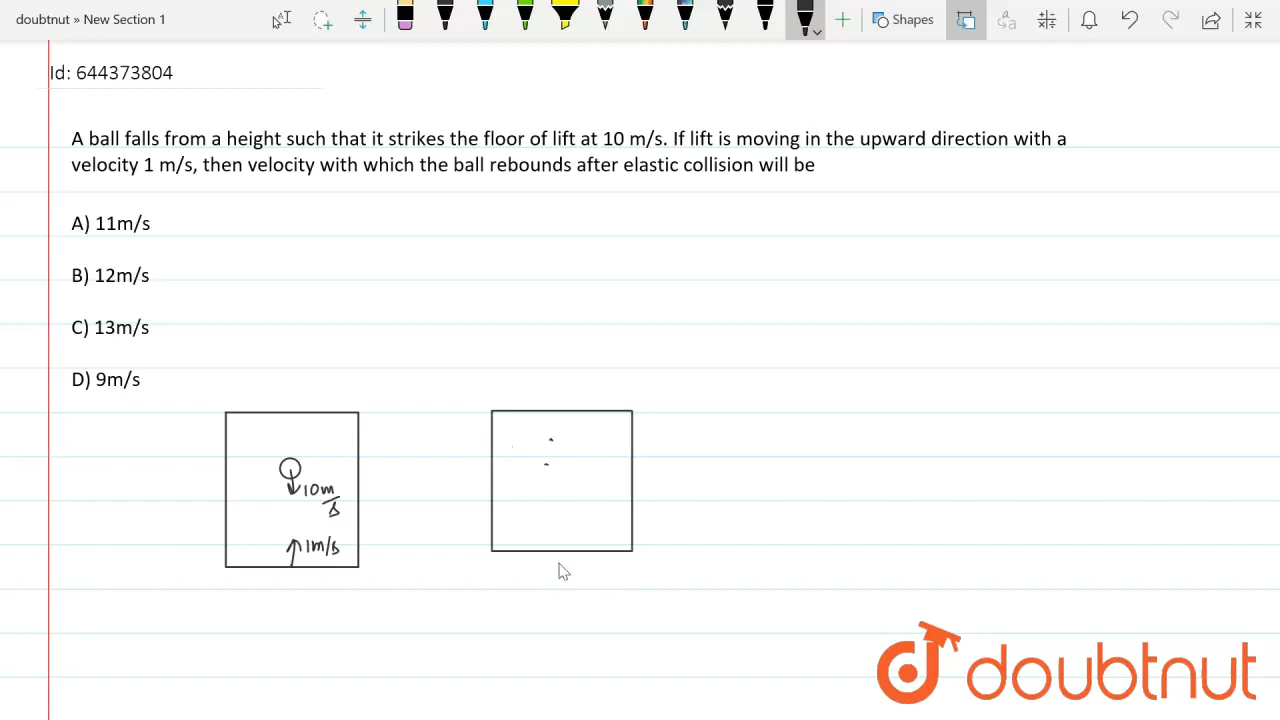 doubtnut » New Section 1
Shapes
Id: 644373804
A ball falls from a height such that it strikes the floor of lift at 10 m/s. If lift is moving in the upward direction with a
velocity 1 m/s, then velocity with which the ball rebounds after elastic collision will be
A) 11m/s
B) 12m/s
C) 13m/s
D) 9m/s
10m/s
1m/s
doubtnut